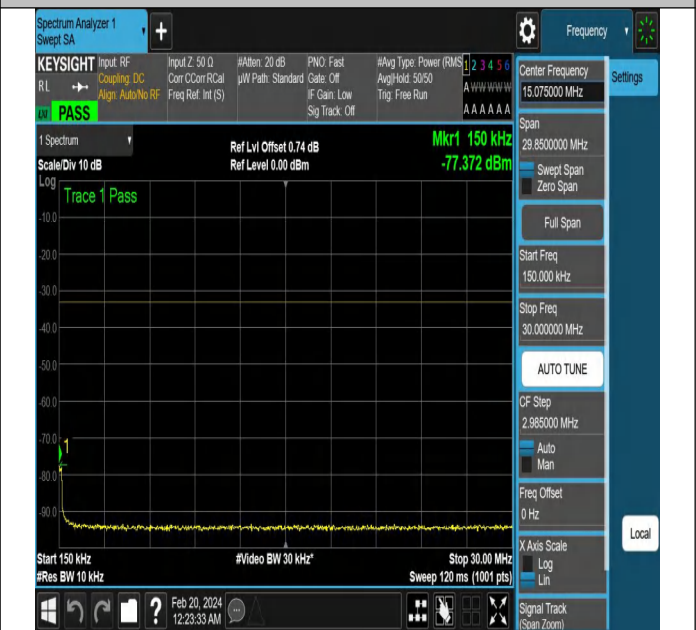 Spectrum Analyzer 1
Swept SA
Frequency
KEYSIGHT
RL
Input: RF
Coupling: DC
Align: Auto/No RF
Input Z: 50 Ω
Corr CCorr RCal
Freq Ref: Int (S)
#Atten: 20 dB
µW Path: Standard
PNO: Fast
Gate: Off
IF Gain: Low
Sig Track: Off
#Avg Type: Power (RMS
Avg|Hold: 50/50
Trig: Free Run
1 2 3 4 5 6
A W W W W W
A A A A A A
PASS
1 Spectrum
Scale/Div 10 dB
Ref Lvl Offset 0.74 dB
Ref Level 0.00 dBm
Mkr1 150 kHz
-77.372 dBm
Log
Trace 1 Pass
-10.0
-20.0
-30.0
-40.0
-50.0
-60.0
-70.0
-80.0
-90.0
1
Start 150 kHz
#Res BW 10 kHz
#Video BW 30 kHz*
Stop 30.00 MHz
Sweep 120 ms (1001 pts)
Feb 20, 2024
12:23:33 AM
Center Frequency
15.075000 MHz
Settings
Span
29.8500000 MHz
Swept Span
Zero Span
Full Span
Start Freq
150.000 kHz
Stop Freq
30.000000 MHz
AUTO TUNE
CF Step
2.985000 MHz
Auto
Man
Freq Offset
0 Hz
X Axis Scale
Log
Lin
Local
Signal Track
(Span Zoom)